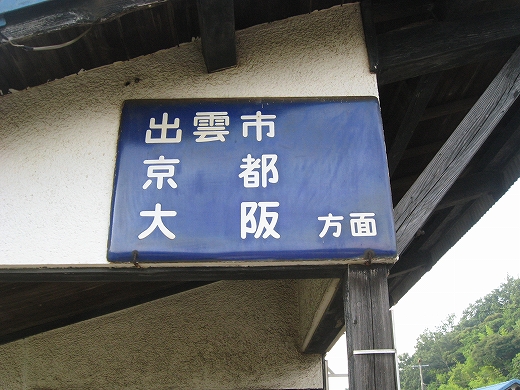 出雲市
京都
大阪 方面